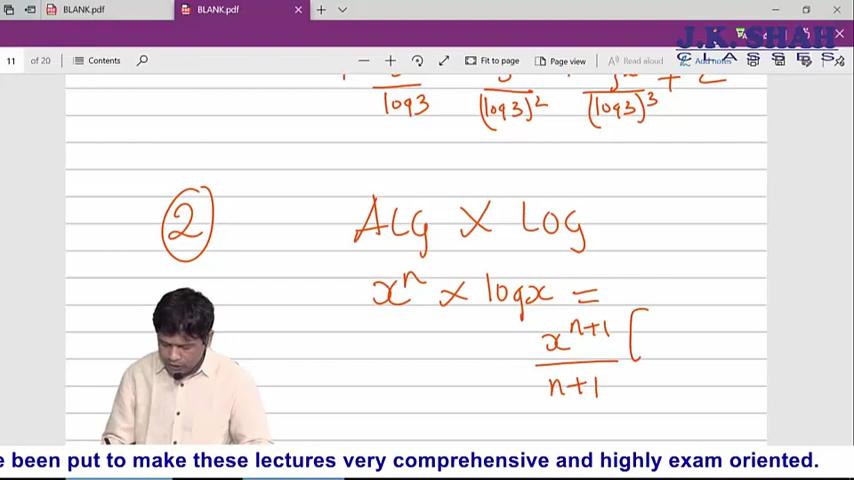 BLANK.pdf
BLANK.pdf
J.K. SHAH
CLASSES
11 of 20
Contents
Fit to page
Page view
Read aloud
Add notes
log3 (log3)² (log3)³ + C
2 ALG X LOG
xⁿ × logx =
x^{n+1} [
n+1
e been put to make these lectures very comprehensive and highly exam oriented.